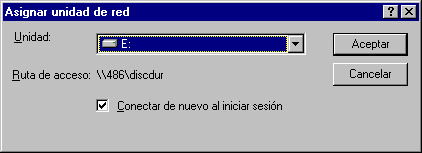 Asignar unidad de red
Unidad: E: Aceptar
Ruta de acceso: \\486\discdur Cancelar
Conectar de nuevo al iniciar sesión